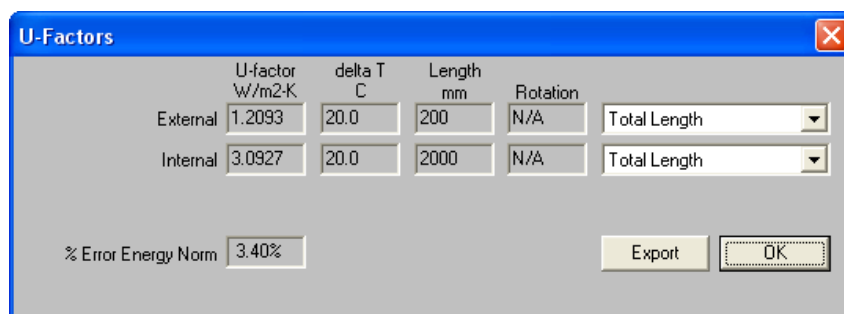 U-Factors
U-factor delta T Length
W/m2-K C mm Rotation
External 1.2093 20.0 200 N/A Total Length
Internal 3.0927 20.0 2000 N/A Total Length
% Error Energy Norm 3.40% Export OK